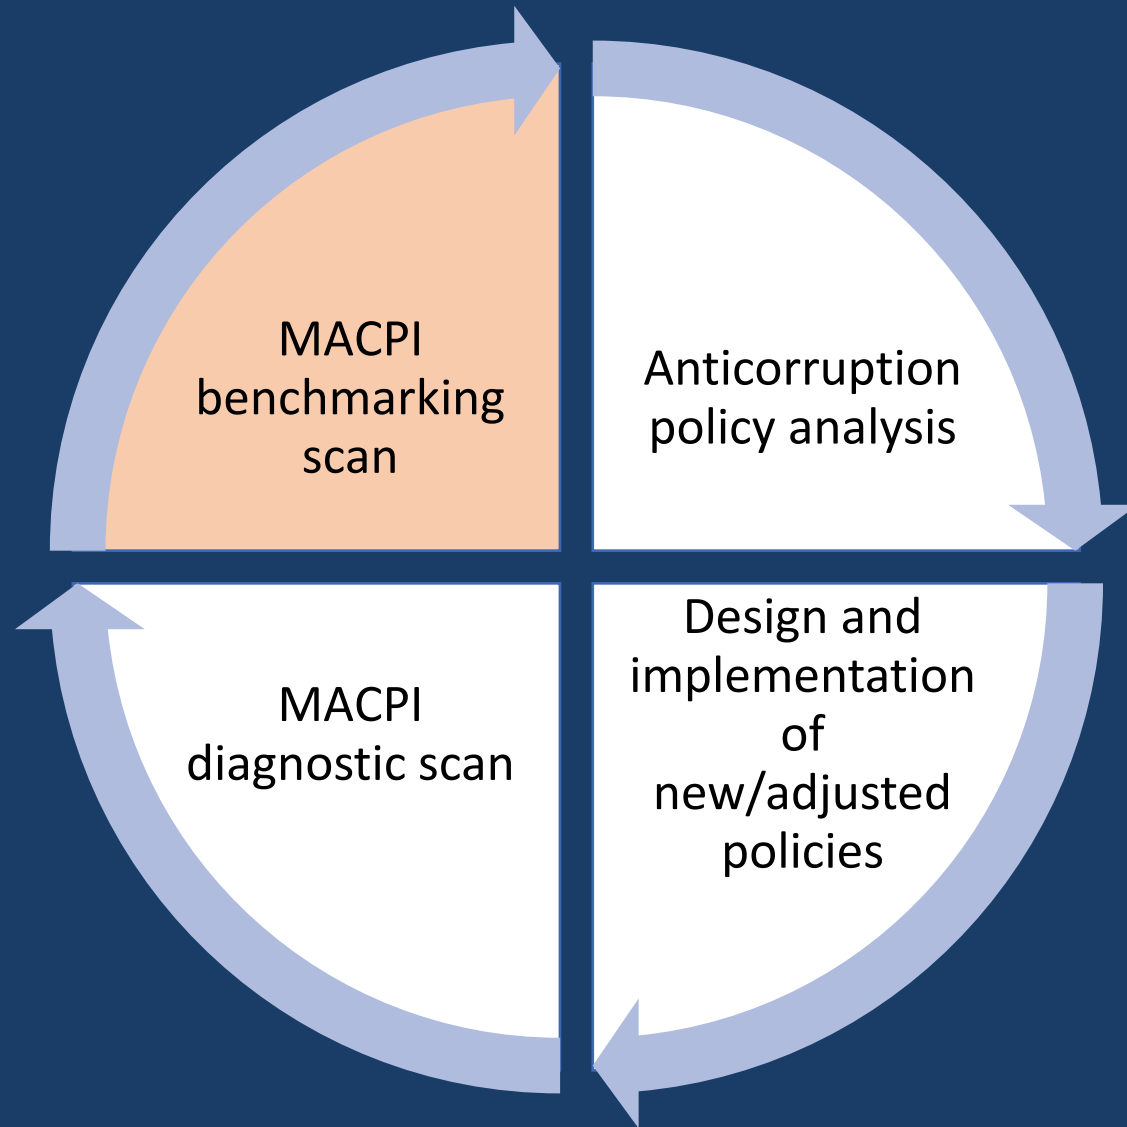 MACPI
benchmarking
scan
Anticorruption
policy analysis
MACPI
diagnostic scan
Design and
implementation
of
new/adjusted
policies